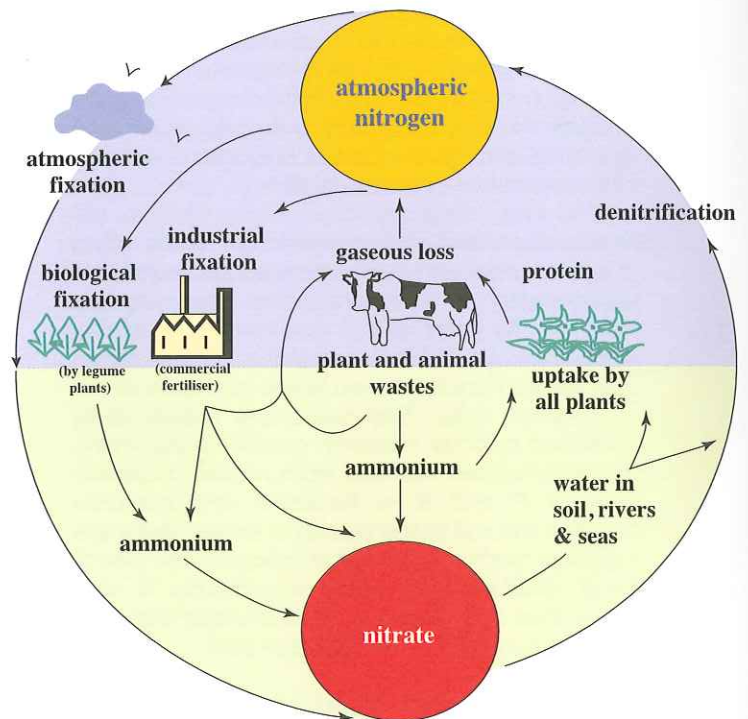 atmospheric
nitrogen
atmospheric
fixation
denitrification
industrial
fixation
gaseous loss
biological
fixation
protein
(by legume
plants)
(commercial
fertiliser)
plant and animal
wastes
uptake by
all plants
ammonium
water in
soil, rivers
& seas
ammonium
nitrate